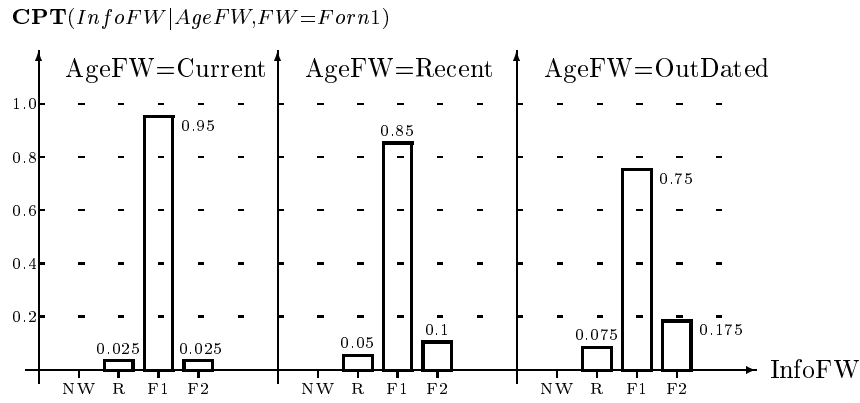 CPT(InfoFW|AgeFW,FW=Forn1)
AgeFW=Current AgeFW=Recent AgeFW=OutDated
1.0
0.95
0.85
0.8
0.75
0.6
0.4
0.2
0.025 0.025 0.05 0.1 0.075 0.175
InfoFW
NW R F1 F2 NW R F1 F2 NW R F1 F2